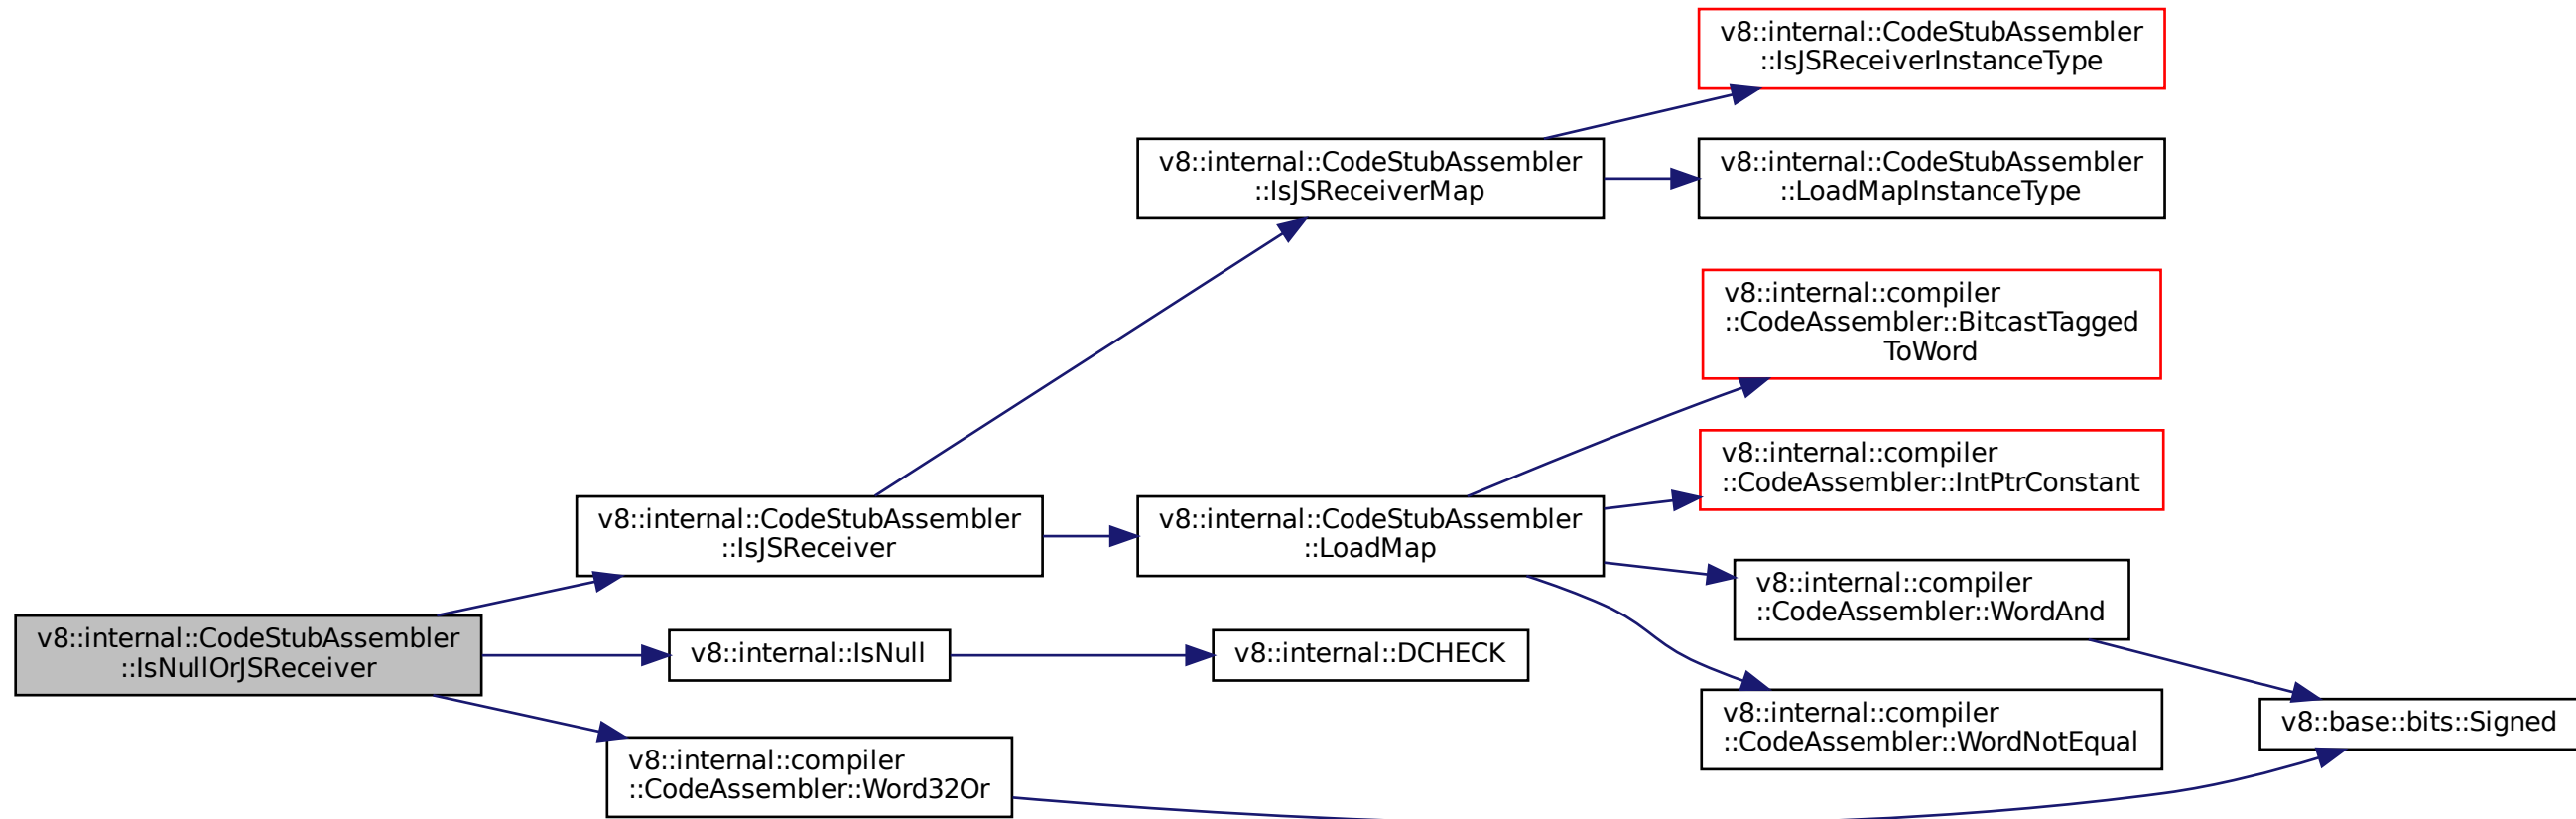 v8::internal::CodeStubAssembler
::IsJSReceiverInstanceType
v8::internal::CodeStubAssembler
::IsJSReceiverMap
v8::internal::CodeStubAssembler
::LoadMapInstanceType
v8::internal::compiler
::CodeAssembler::BitcastTagged
ToWord
v8::internal::compiler
::CodeAssembler::IntPtrConstant
v8::internal::CodeStubAssembler
::IsJSReceiver
v8::internal::CodeStubAssembler
::LoadMap
v8::internal::compiler
::CodeAssembler::WordAnd
v8::internal::CodeStubAssembler
::IsNullOrJSReceiver
v8::internal::IsNull
v8::internal::DCHECK
v8::internal::compiler
::CodeAssembler::WordNotEqual
v8::base::bits::Signed
v8::internal::compiler
::CodeAssembler::Word32Or